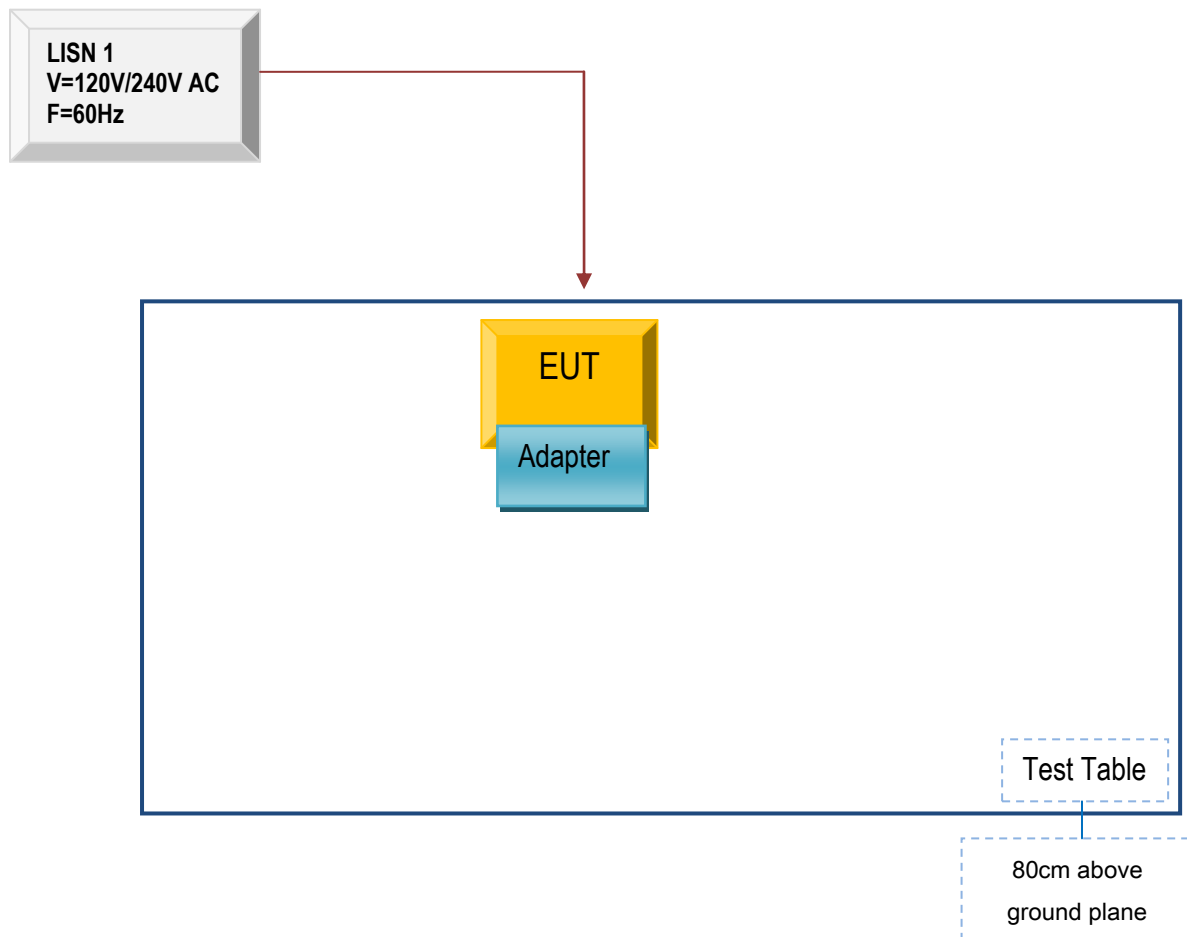 LISN 1
V=120V/240V AC
F=60Hz
EUT
Adapter
Test Table
80cm above
ground plane